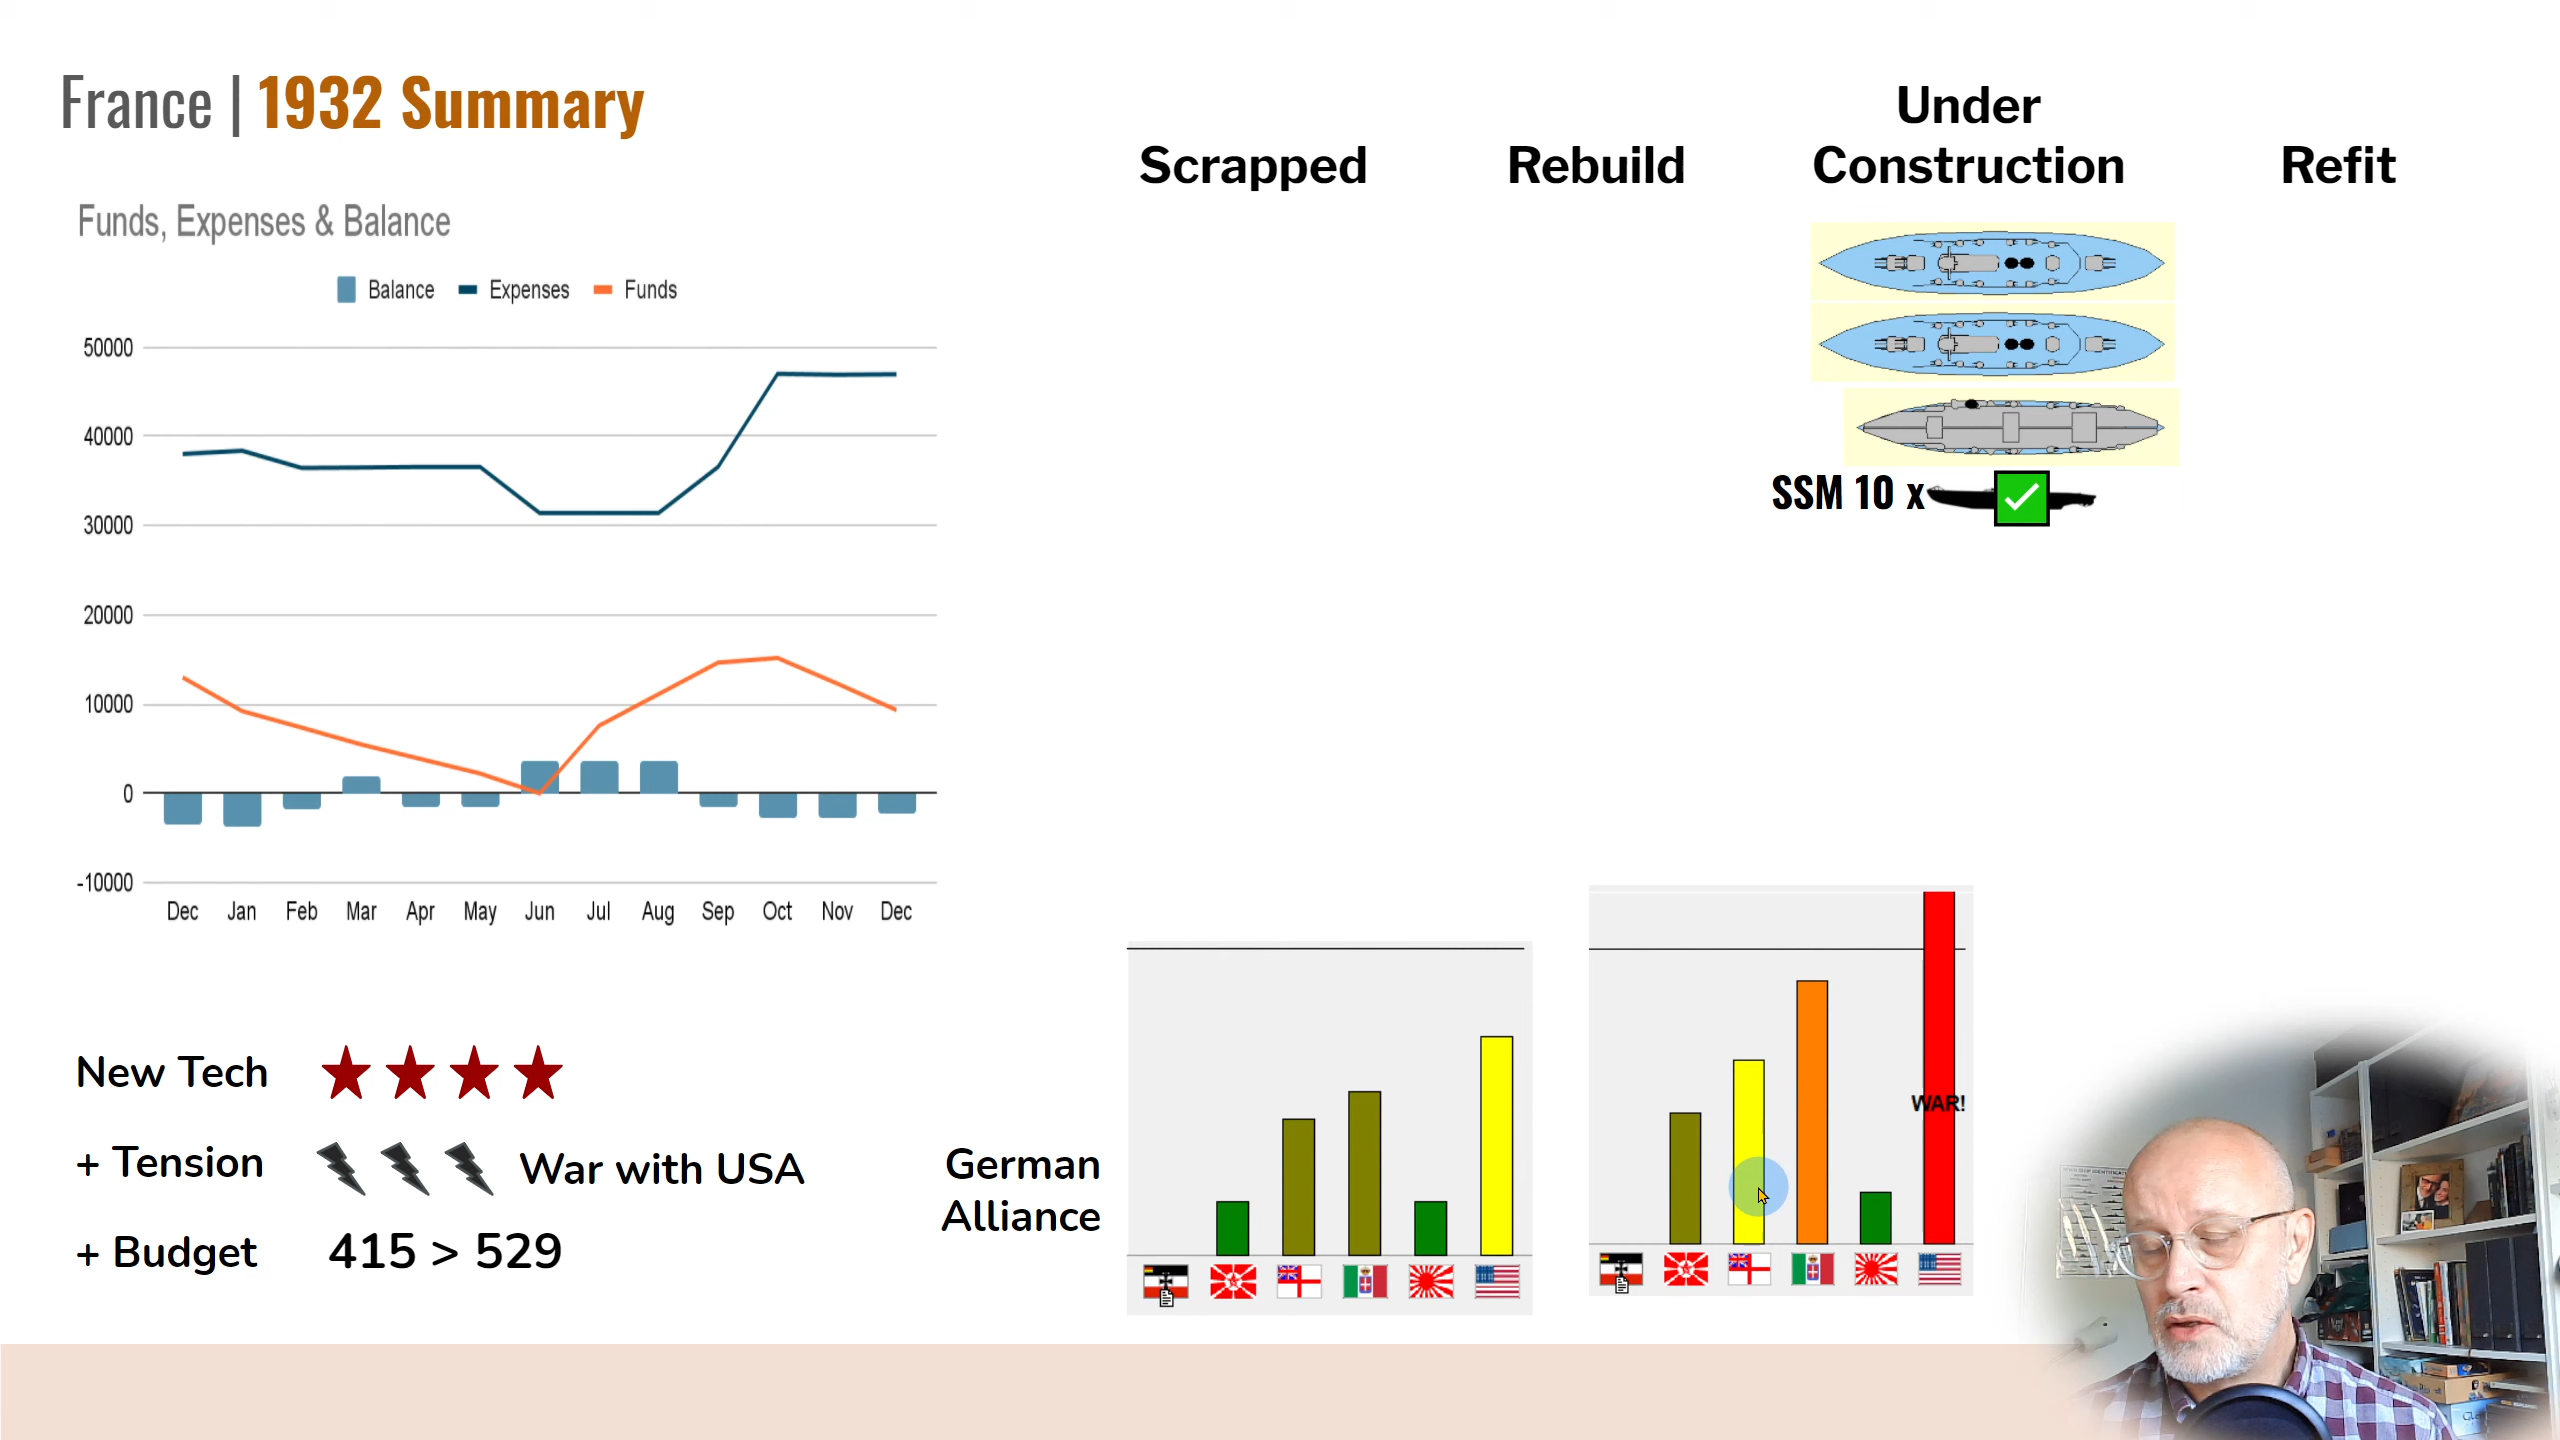 France | 1932 Summary
Funds, Expenses & Balance
Balance Expenses Funds
50000
40000
30000
20000
10000
0
-10000
Dec Jan Feb Mar Apr May Jun Jul Aug Sep Oct Nov Dec
Scrapped
Rebuild
Under
Construction
Refit
SSM 10 x
New Tech
+ Tension War with USA
+ Budget 415 > 529
German
Alliance
WAR!